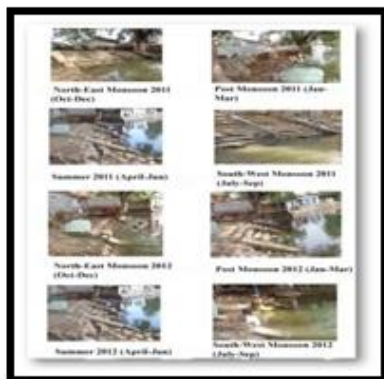 North-East Monsoon 2011
(Oct-Dec)
Post Monsoon 2011 (Jan-
Mar)
Summer 2011 (April-Jun)
South-West Monsoon 2011
(July-Sep)
North-East Monsoon 2012
(Oct-Dec)
Post Monsoon 2012 (Jan-Mar)
Summer 2012 (April-Jun)
South-West Monsoon 2012
(July-Sep)